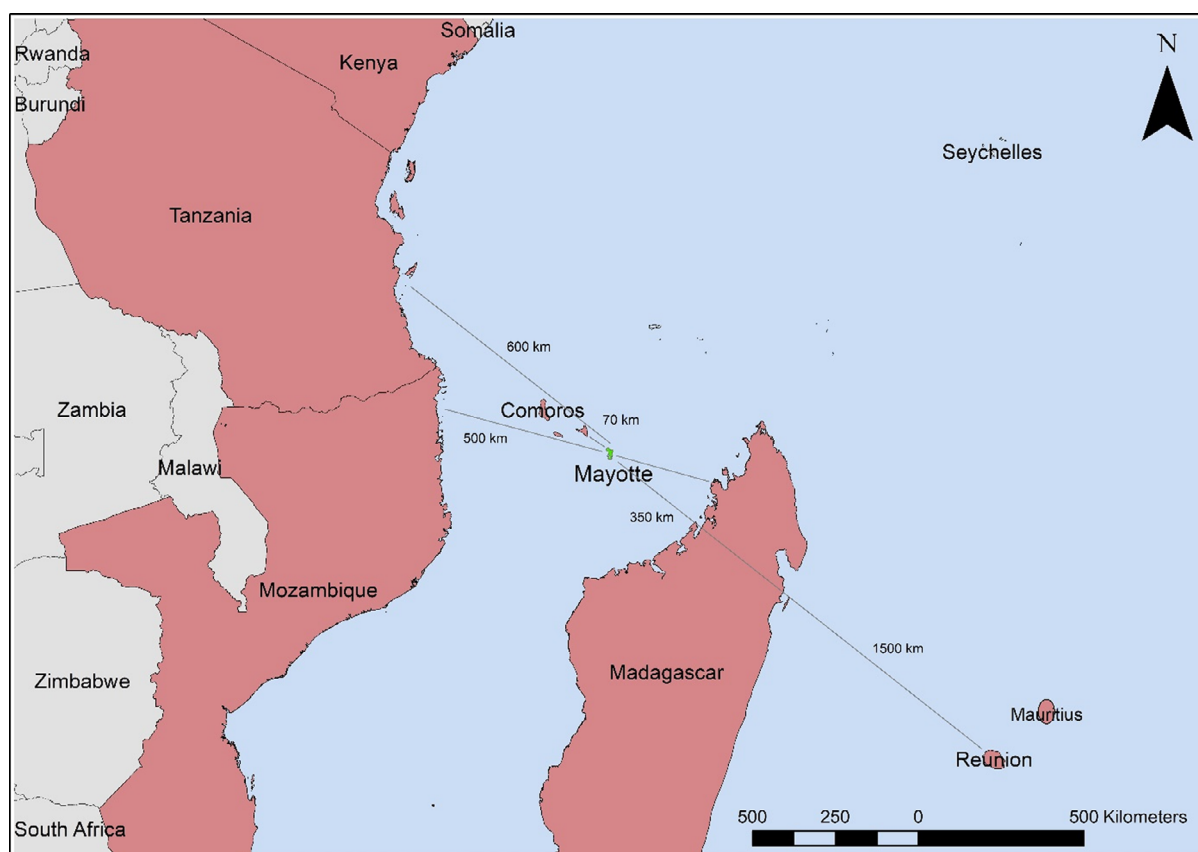 Somalia
Rwanda
Kenya
N
Burundi
Seychelles
Tanzania
600 km
Zambia
Comoros
70 km
500 km
Malawi
Mayotte
350 km
Mozambique
1500 km
Zimbabwe
Madagascar
Mauritius
Reunion
500 250 0 500 Kilometers
South Africa